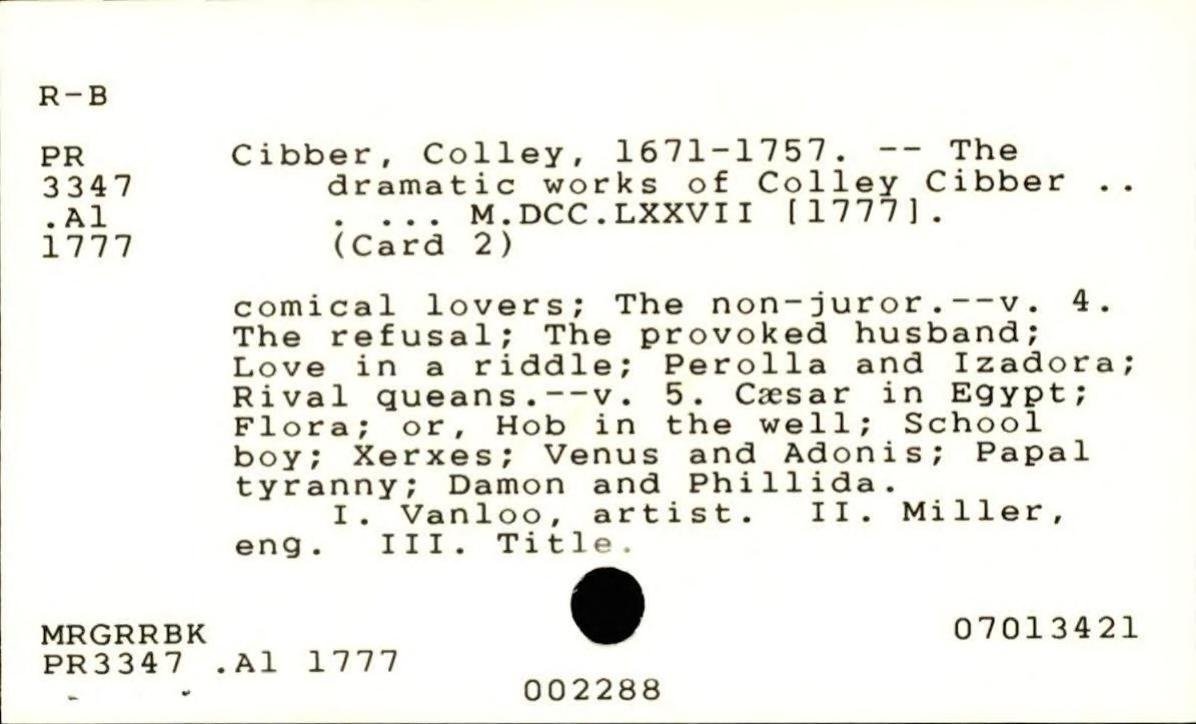 R-B
PR Cibber, Colley, 1671-1757. -- The
3347 dramatic works of Colley Cibber ..
.A1 . ... M.DCC.LXXVII [1777].
1777 (Card 2)
comical lovers; The non-juror.--v. 4.
The refusal; The provoked husband;
Love in a riddle; Perolla and Izadora;
Rival queans.--v. 5. Cæsar in Egypt;
Flora; or, Hob in the well; School
boy; Xerxes; Venus and Adonis; Papal
tyranny; Damon and Phillida.
I. Vanloo, artist. II. Miller,
eng. III. Title.
MRGRRBK 07013421
PR3347 .A1 1777
002288